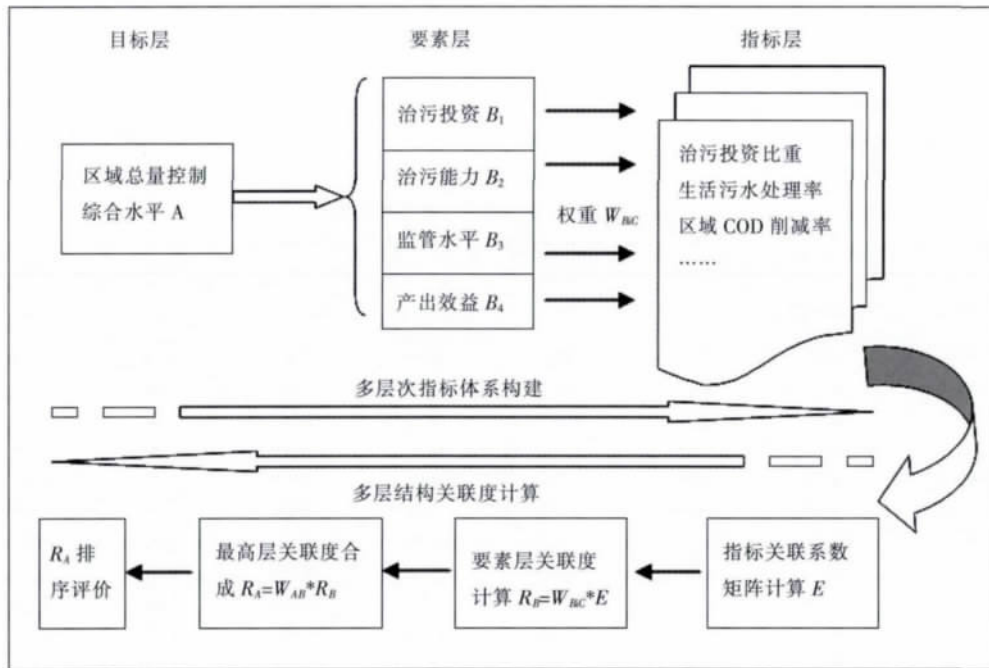 目标层
要素层
指标层
区域总量控制
综合水平 A
治污投资 B₁
治污能力 B₂
监管水平 B₃
产出效益 B₄
权重 W_BiC
治污投资比重
生活污水处理率
区域 COD 削减率
……
多层次指标体系构建
多层结构关联度计算
R_A 排
序评价
最高层关联度合
成 R_A=W_AB*R_B
要素层关联度
计算 R_B=W_BiC*E
指标关联系数
矩阵计算 E